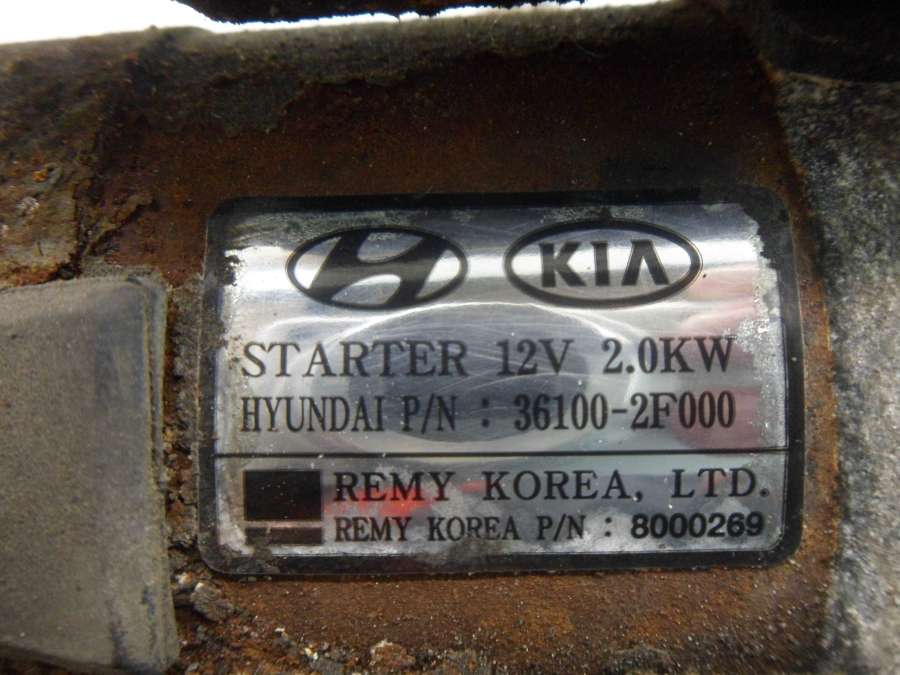 KIA
STARTER 12V 2.0KW
HYUNDAI P/N : 36100-2F000
REMY KOREA, LTD.
REMY KOREA P/N : 8000269